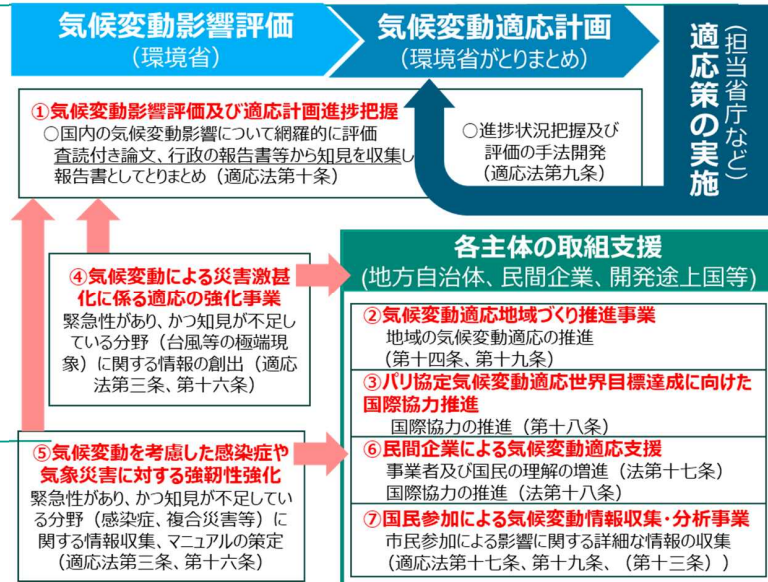 気候変動影響評価
（環境省）
気候変動適応計画
（環境省がとりまとめ）
適応策の実施
（担当省庁など）
①気候変動影響評価及び適応計画進捗把握
○国内の気候変動影響について網羅的に評価
査読付き論文、行政の報告書等から知見を収集し
報告書としてとりまとめ（適応法第十条）
○進捗状況把握及び
評価の手法開発
（適応法第九条）
④気候変動による災害激甚
化に係る適応の強化事業
緊急性があり、かつ知見が不足し
ている分野（台風等の極端現
象）に関する情報の創出（適応
法第三条、第十六条）
⑤気候変動を考慮した感染症や
気象災害に対する強靭性強化
緊急性があり、かつ知見が不足してい
る分野（感染症、複合災害等）に
関する情報収集、マニュアルの策定
（適応法第三条、第十六条）
各主体の取組支援
(地方自治体、民間企業、開発途上国等)
②気候変動適応地域づくり推進事業
地域の気候変動適応の推進
（第十四条、第十九条）
③パリ協定気候変動適応世界目標達成に向けた
国際協力推進
国際協力の推進（第十八条）
⑥民間企業による気候変動適応支援
事業者及び国民の理解の増進（法第十七条）
国際協力の推進（法第十八条）
⑦国民参加による気候変動情報収集・分析事業
市民参加による影響に関する詳細な情報の収集
（適応法第十七条、第十九条、（第十三条））